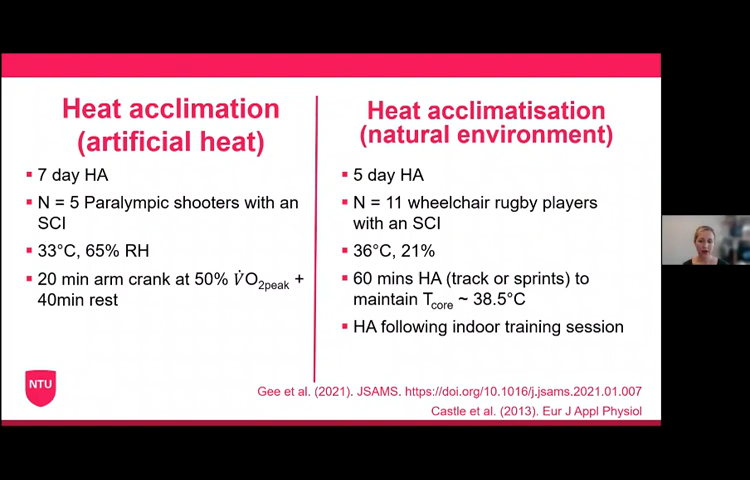 Heat acclimation
(artificial heat)
▪ 7 day HA
▪ N = 5 Paralympic shooters with an
SCI
▪ 33°C, 65% RH
▪ 20 min arm crank at 50% V̇O2peak +
40min rest
Heat acclimatisation
(natural environment)
▪ 5 day HA
▪ N = 11 wheelchair rugby players
with an SCI
▪ 36°C, 21%
▪ 60 mins HA (track or sprints) to
maintain Tcore ~ 38.5°C
▪ HA following indoor training session
NTU
Gee et al. (2021). JSAMS. https://doi.org/10.1016/j.jsams.2021.01.007
Castle et al. (2013). Eur J Appl Physiol